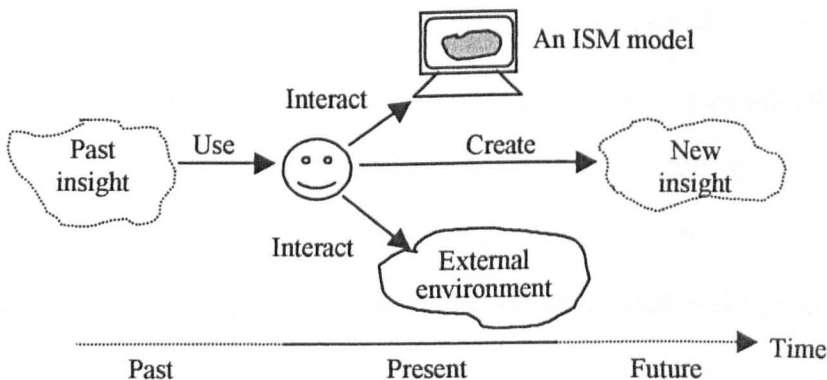 An ISM model
Interact
Past
insight
Use
Create
New
insight
Interact
External
environment
Time
Past
Present
Future